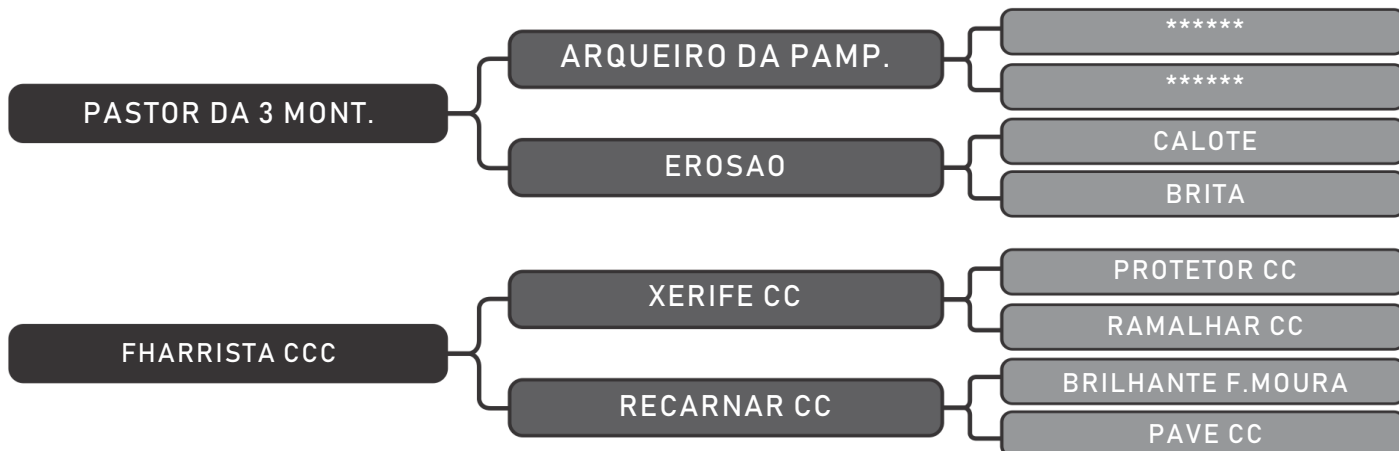 ******
ARQUEIRO DA PAMP.
******
PASTOR DA 3 MONT.
CALOTE
EROSAO
BRITA
PROTETOR CC
XERIFE CC
RAMALHAR CC
FHARRISTA CCC
BRILHANTE F.MOURA
RECARNAR CC
PAVE CC